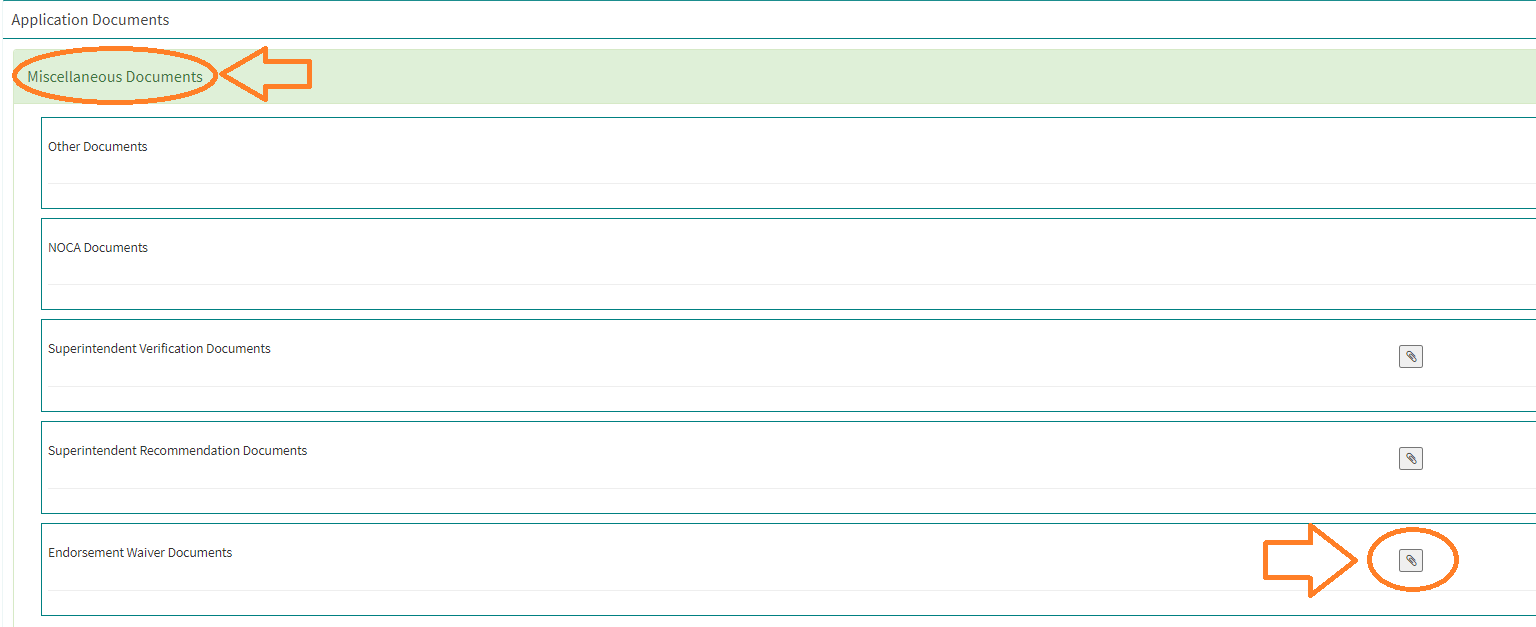 Application Documents
Miscellaneous Documents
Other Documents
NOCA Documents
Superintendent Verification Documents
Superintendent Recommendation Documents
Endorsement Waiver Documents